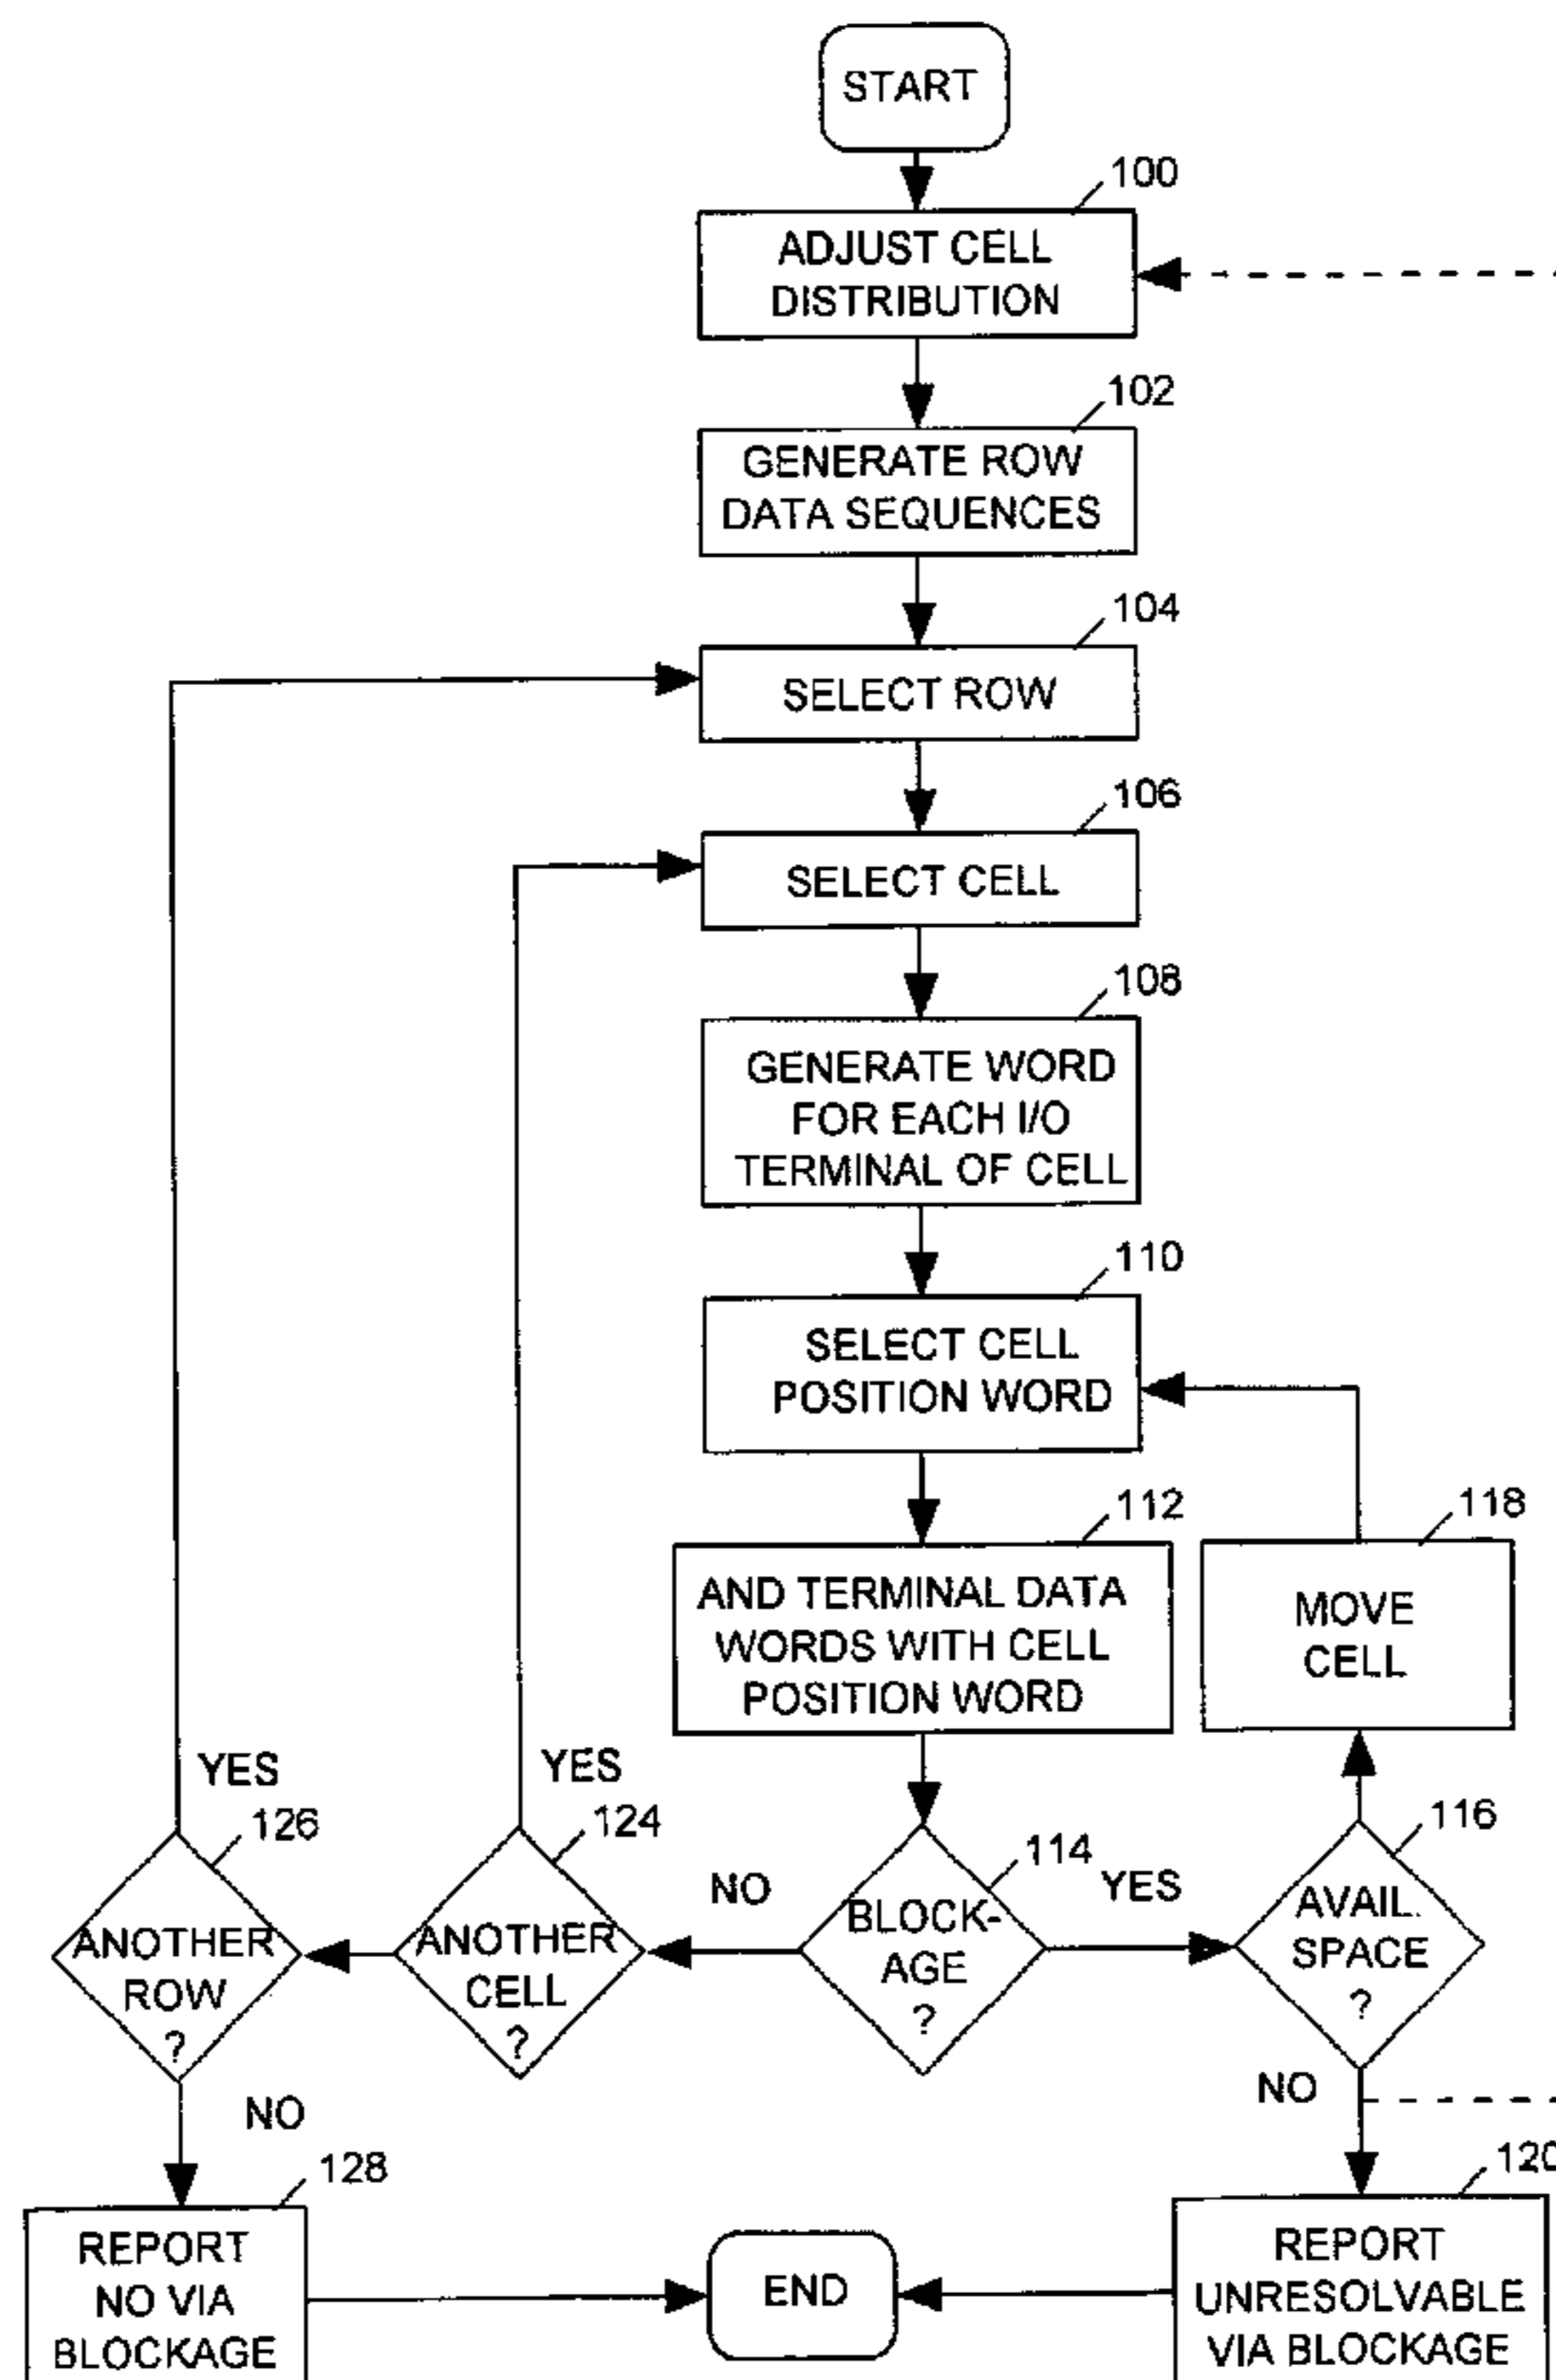 START
100
ADJUST CELL
DISTRIBUTION
102
GENERATE ROW
DATA SEQUENCES
104
SELECT ROW
106
SELECT CELL
108
GENERATE WORD
FOR EACH I/O
TERMINAL OF CELL
110
SELECT CELL
POSITION WORD
112
AND TERMINAL DATA
WORDS WITH CELL
POSITION WORD
118
MOVE
CELL
YES
126
ANOTHER
ROW
?
YES
124
ANOTHER
CELL
?
NO
114
BLOCK-
AGE
?
YES
116
AVAIL.
SPACE
?
NO
NO
128
REPORT
NO VIA
BLOCKAGE
END
120
REPORT
UNRESOLVABLE
VIA BLOCKAGE